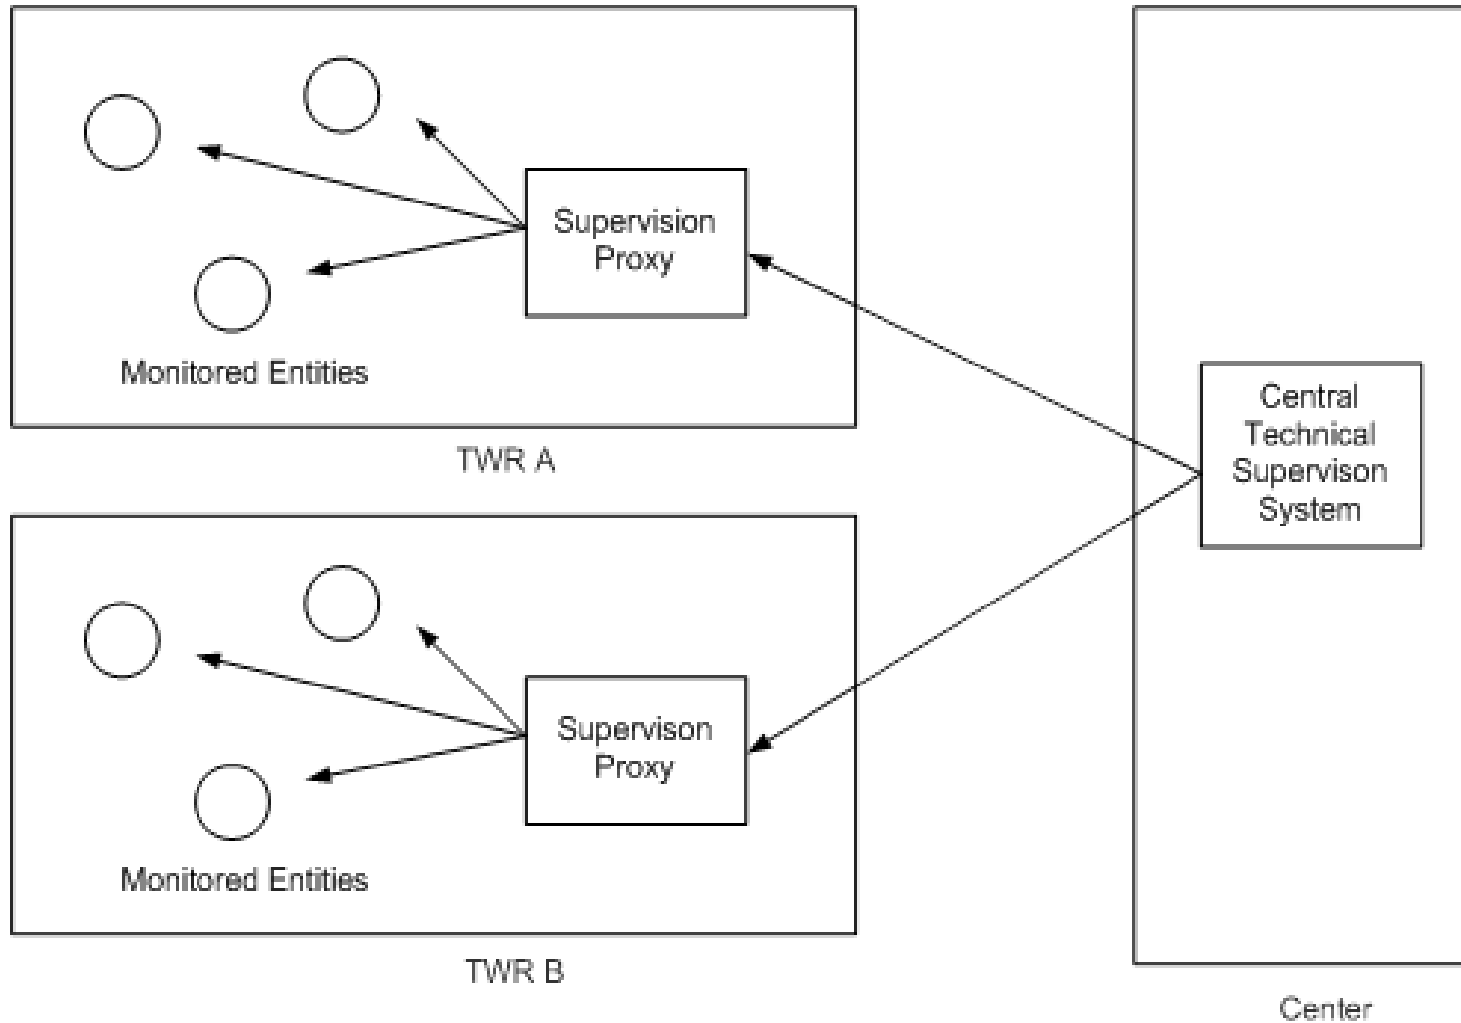 Supervision
Proxy
Monitored Entities
TWR A
Central
Technical
Supervison
System
Supervison
Proxy
Monitored Entities
TWR B
Center